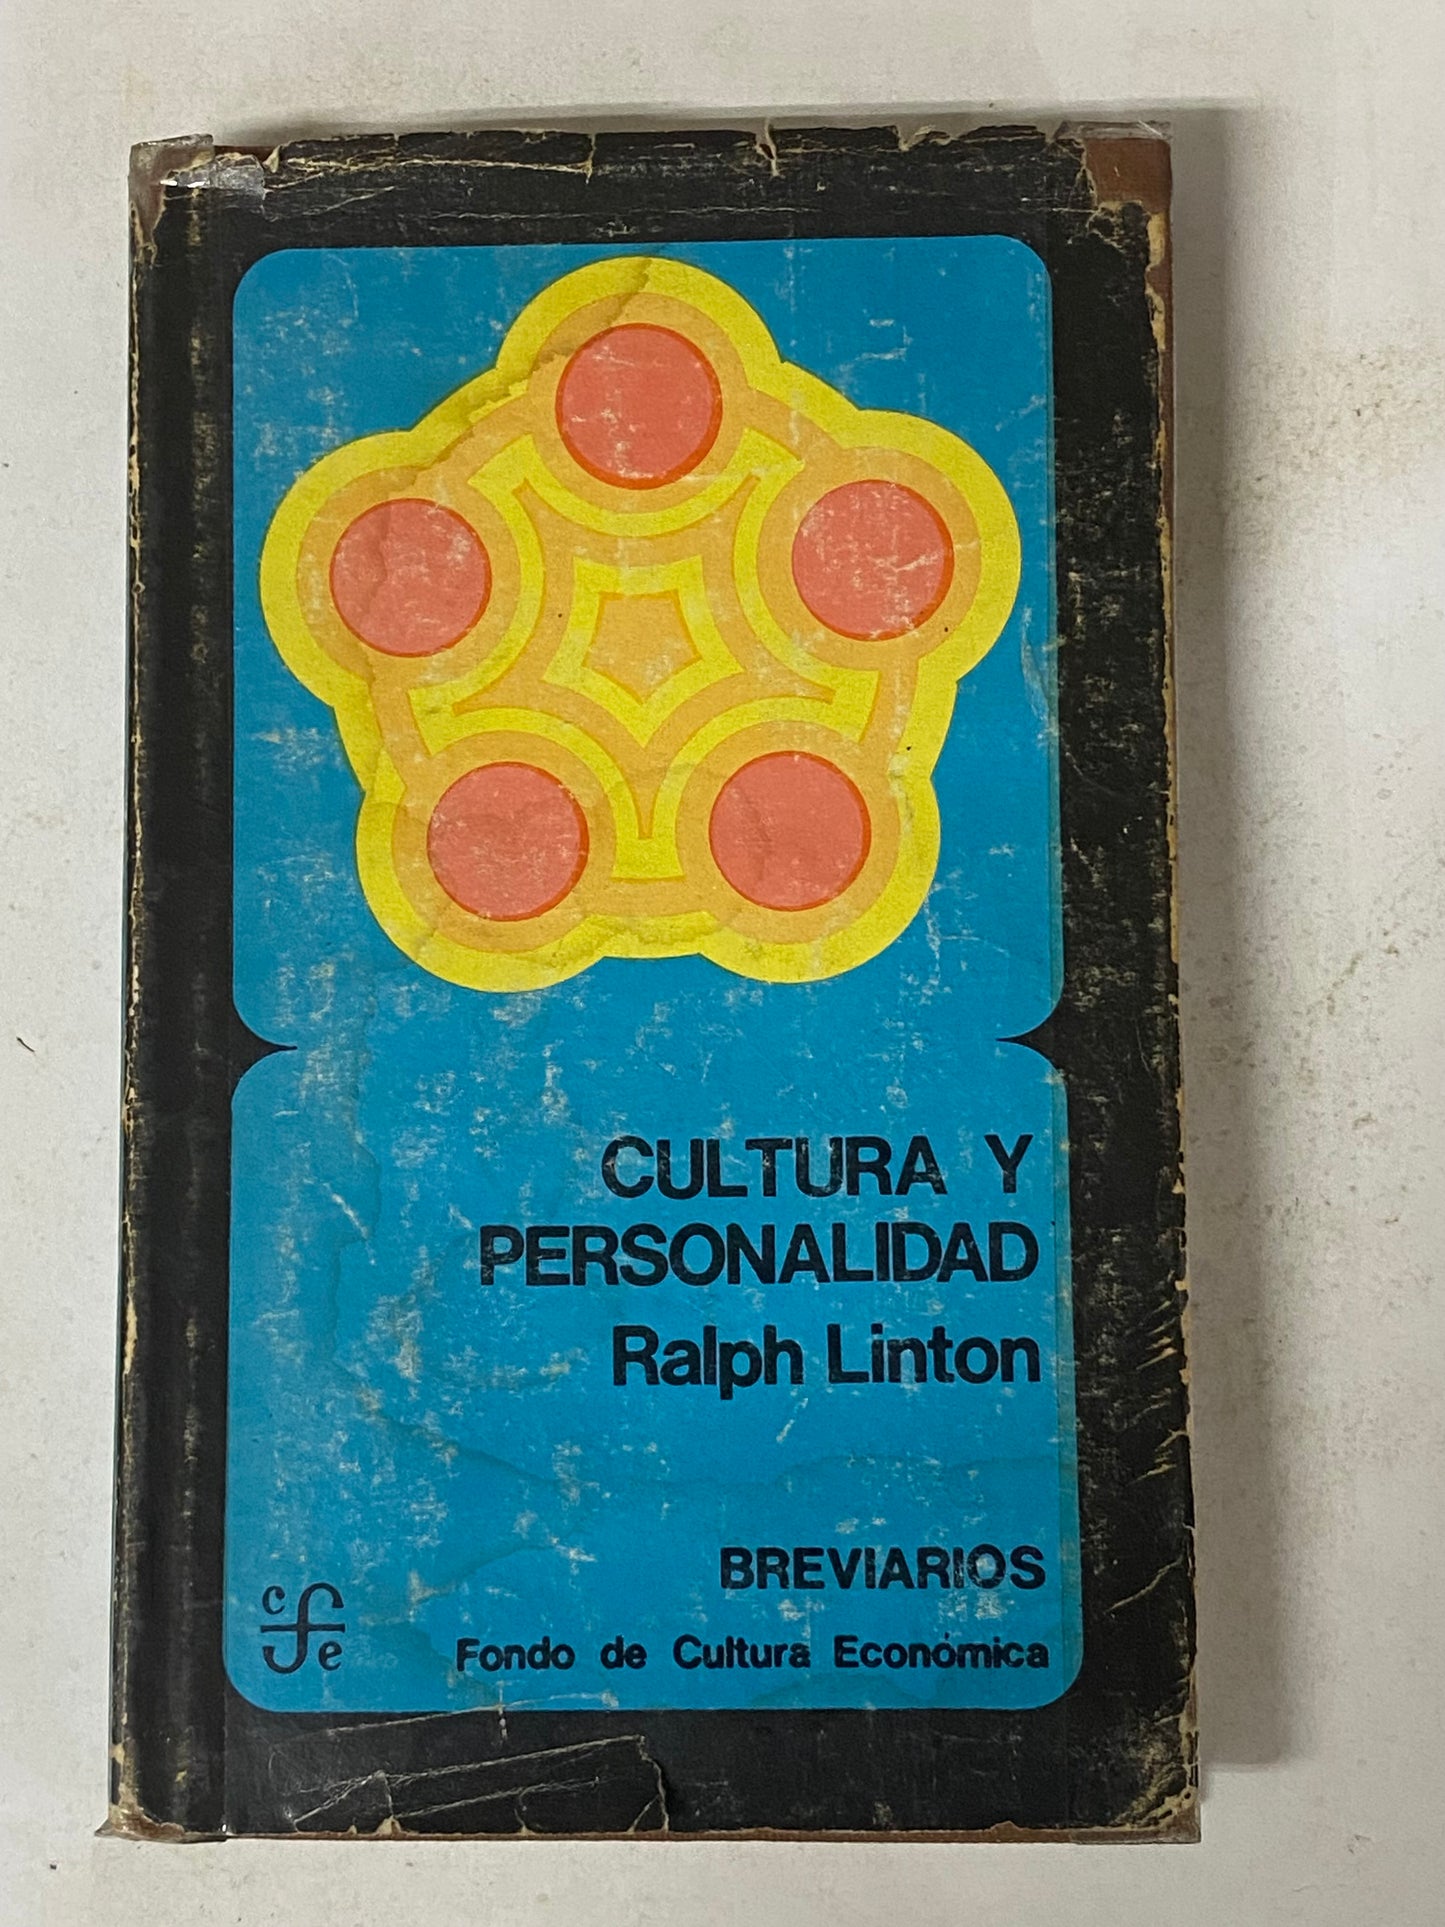 CULTURA Y
PERSONALIDAD
Ralph Linton
BREVIARIOS
cfe
Fondo de Cultura Económica